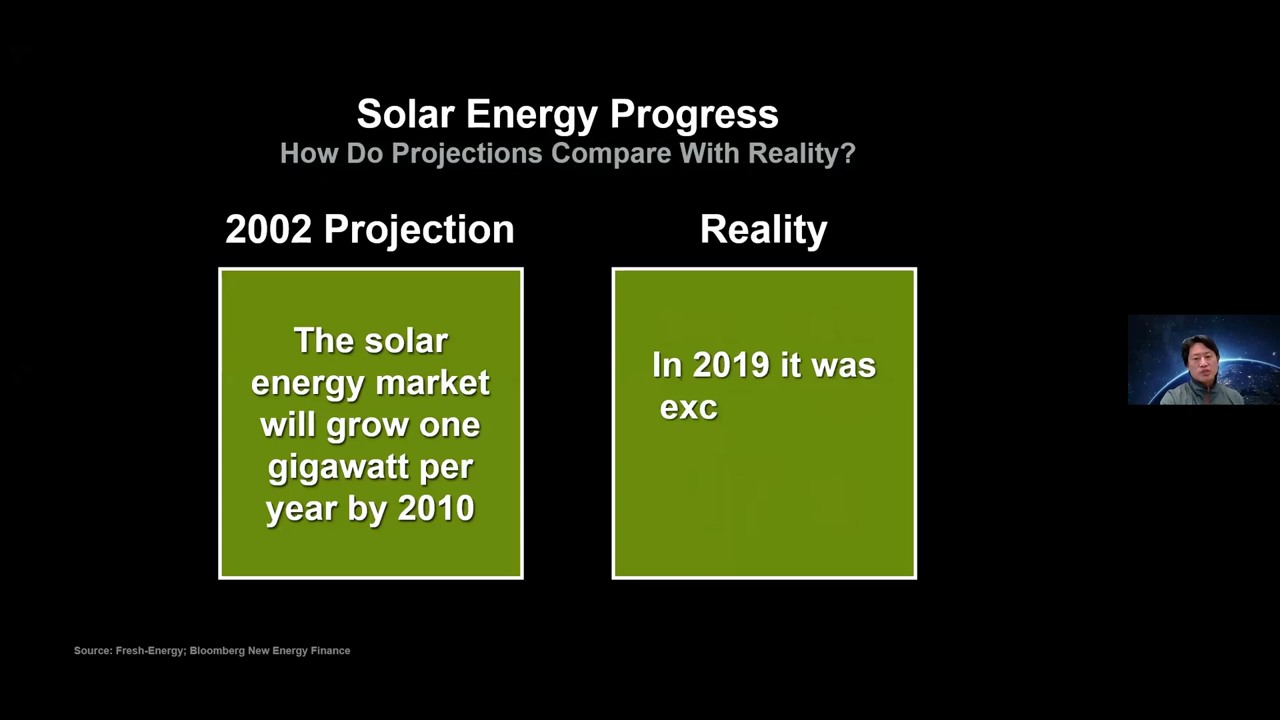 Solar Energy Progress
How Do Projections Compare With Reality?
2002 Projection
The solar
energy market
will grow one
gigawatt per
year by 2010
Reality
In 2019 it was
exc
Source: Fresh-Energy; Bloomberg New Energy Finance